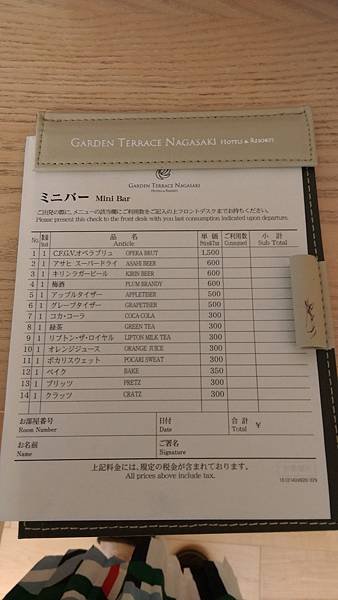 GARDEN TERRACE NAGASAKI HOTELS & RESORTS
GARDEN TERRACE NAGASAKI
HOTELS & RESORTS
ミニバー Mini Bar
ご出発の際に、メニューの該当欄にご利用数をご記入の上フロントデスクまでお持ちください。
Please present this check to the front desk with you last consumption indicated upon departure.
No. 数量 品 名 単 価 ご利用数 小 計
Std Anticle Price&Tax Consumed Sub Total
1 1 C.F.G.V.オペラブリュ OPERA BRUT 1,500
2 1 アサヒ スーパードライ ASAHI BEER 600
3 1 キリンラガービール KIRIN BEER 600
4 1 梅酒 PLUM BRANDY 600
5 1 アップルタイザー APPLETISER 500
6 1 グレープタイザー GRAPETISER 500
7 1 コカ・コーラ COCA COLA 300
8 1 緑茶 GREEN TEA 300
9 1 リプトン・ザ・ロイヤル LIPTON MILK TEA 300
10 1 オレンジジュース ORANGE JUICE 300
11 1 ポカリスウェット POCARI SWEAT 300
12 1 ベイク BAKE 350
13 1 プリッツ PRETZ 300
14 1 クラッツ CRATZ 300
お部屋番号 日付 合 計
Room Number Date Total ¥
お名前 ご署名
Name Signature
上記料金には、規定の税金が含まれております。
All prices above include tax.